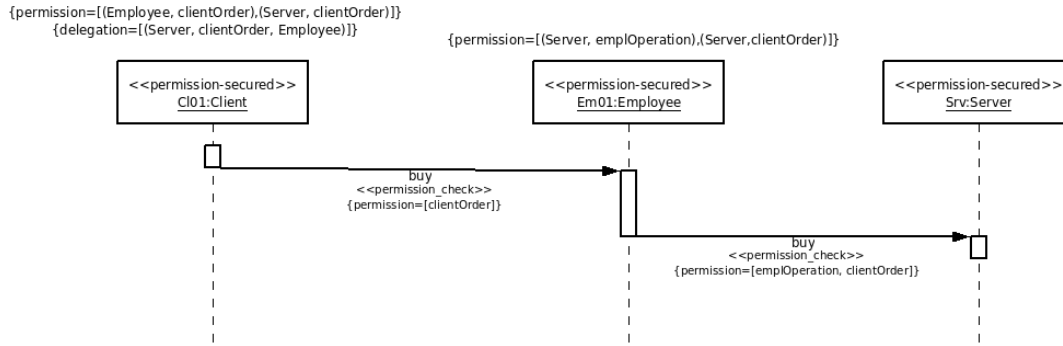 {permission=[(Employee, clientOrder),(Server, clientOrder)]}
{delegation=[(Server, clientOrder, Employee)]}
{permission=[(Server, emplOperation),(Server,clientOrder)]}
<<permission-secured>>
Cl01:Client
<<permission-secured>>
Em01:Employee
<<permission-secured>>
Srv:Server
buy
<<permission_check>>
{permission=[clientOrder]}
buy
<<permission_check>>
{permission=[emplOperation, clientOrder]}